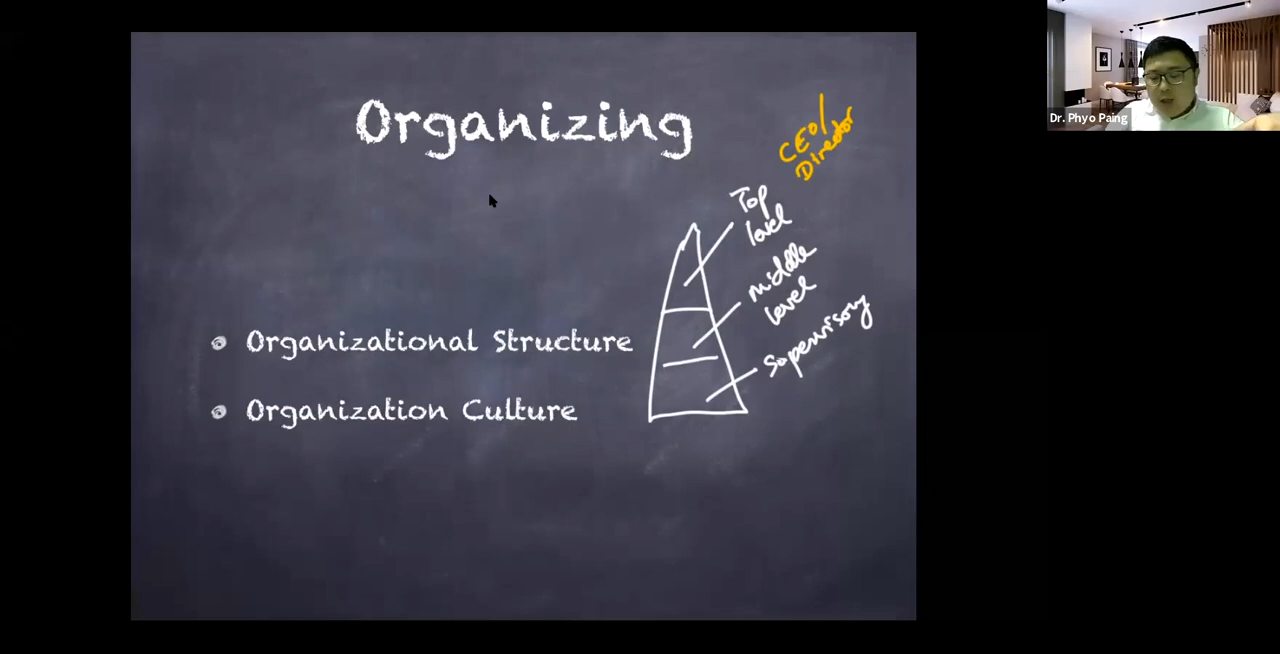 Organizing
CEO/
Director
Top
level
middle
level
Supervisory
Organizational Structure
Organization Culture
Dr. Phyo Paing